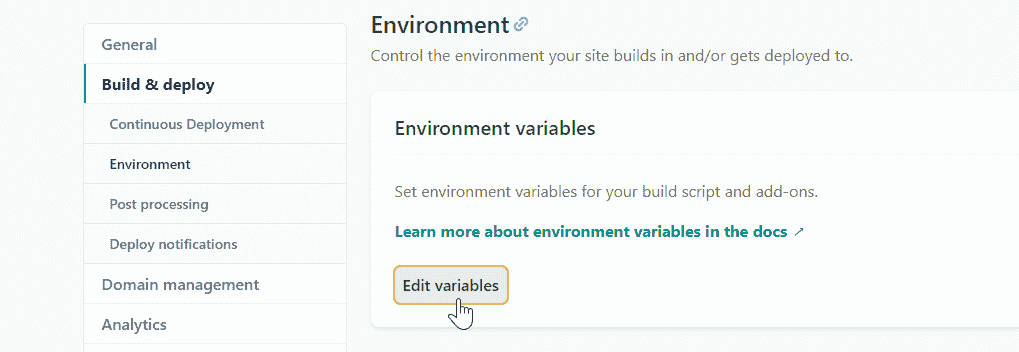 General
Build & deploy
Continuous Deployment
Environment
Post processing
Deploy notifications
Domain management
Analytics
Environment
Control the environment your site builds in and/or gets deployed to.
Environment variables
Set environment variables for your build script and add-ons.
Learn more about environment variables in the docs ↗
Edit variables